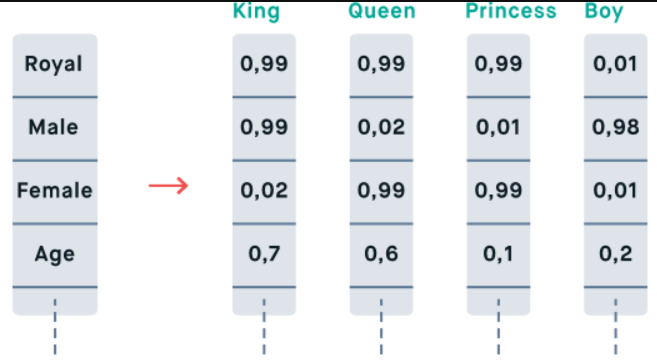 King Queen Princess Boy
Royal 0,99 0,99 0,99 0,01
Male 0,99 0,02 0,01 0,98
Female 0,02 0,99 0,99 0,01
Age 0,7 0,6 0,1 0,2